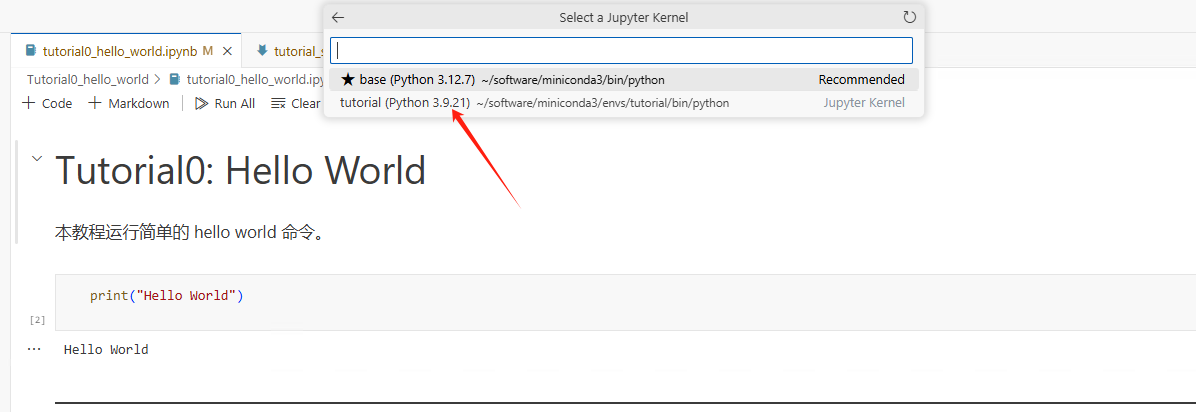 Select a Jupyter Kernel
tutorial0_hello_world.ipynb M
tutorial_s
base (Python 3.12.7) ~/software/miniconda3/bin/python Recommended
Tutorial0_hello_world > tutorial0_hello_world.ipy
tutorial (Python 3.9.21) ~/software/miniconda3/envs/tutorial/bin/python Jupyter Kernel
+ Code + Markdown Run All Clear
Tutorial0: Hello World
本教程运行简单的 hello world 命令。
print("Hello World")
[2]
... Hello World